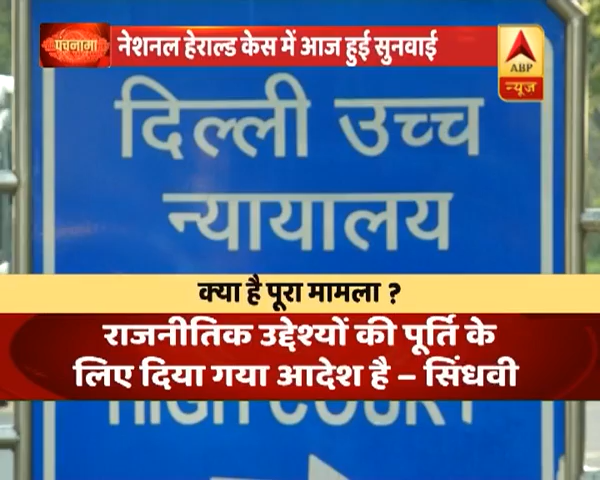 पंचनामा
नेशनल हेराल्ड केस में आज हुई सुनवाई
ABP
न्यूज़
दिल्ली उच्च
न्यायालय
क्या है पूरा मामला ?
राजनीतिक उद्देश्यों की पूर्ति के
लिए दिया गया आदेश है – सिंधवी
HIGH COURT